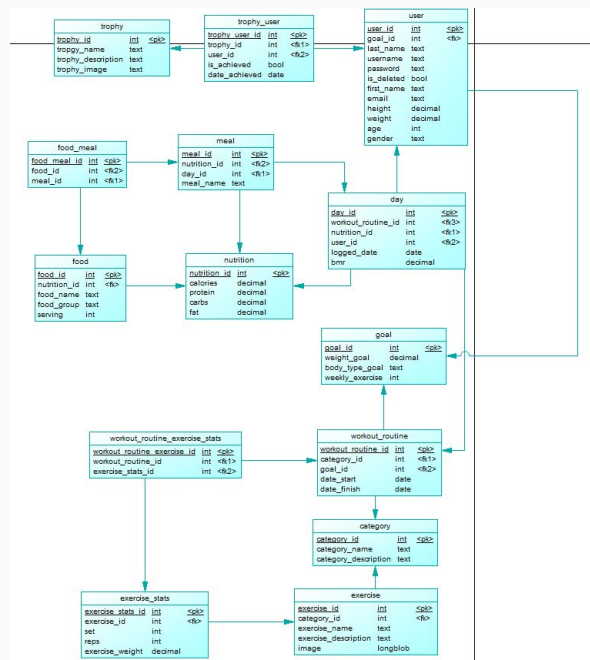 trophy
trophy_id int <pk>
tropgy_name text
trophy_description text
trophy_image text
trophy_user
trophy_user_id int <pk>
trophy_id int <fk1>
user_id int <fk2>
is_achieved bool
date_achieved date
user
user_id int <pk>
goal_id int <fk>
last_name text
username text
password text
is_deleted bool
first_name text
email text
height decimal
weight decimal
age int
gender text
food_meal
food_meal_id int <pk>
food_id int <fk2>
meal_id int <fk1>
meal
meal_id int <pk>
nutrition_id int <fk2>
day_id int <fk1>
meal_name text
day
day_id int <pk>
workout_routine_id int <fk3>
nutrition_id int <fk1>
user_id int <fk2>
logged_date date
bmr decimal
food
food_id int <pk>
nutrition_id int <fk>
food_name text
food_group text
serving int
nutrition
nutrition_id int <pk>
calories decimal
protein decimal
carbs decimal
fat decimal
goal
goal_id int <pk>
weight_goal decimal
body_type_goal text
weekly_exercise int
workout_routine_exercise_stats
workout_routine_exercise_id int <pk>
workout_routine_id int <fk1>
exercise_stats_id int <fk2>
workout_routine
workout_routine_id int <pk>
category_id int <fk1>
goal_id int <fk2>
date_start date
date_finish date
category
category_id int <pk>
category_name text
category_description text
exercise_stats
exercise_stats_id int <pk>
exercise_id int <fk>
set int
reps int
exercise_weight decimal
exercise
exercise_id int <pk>
category_id int <fk>
exercise_name text
exercise_description text
image longblob